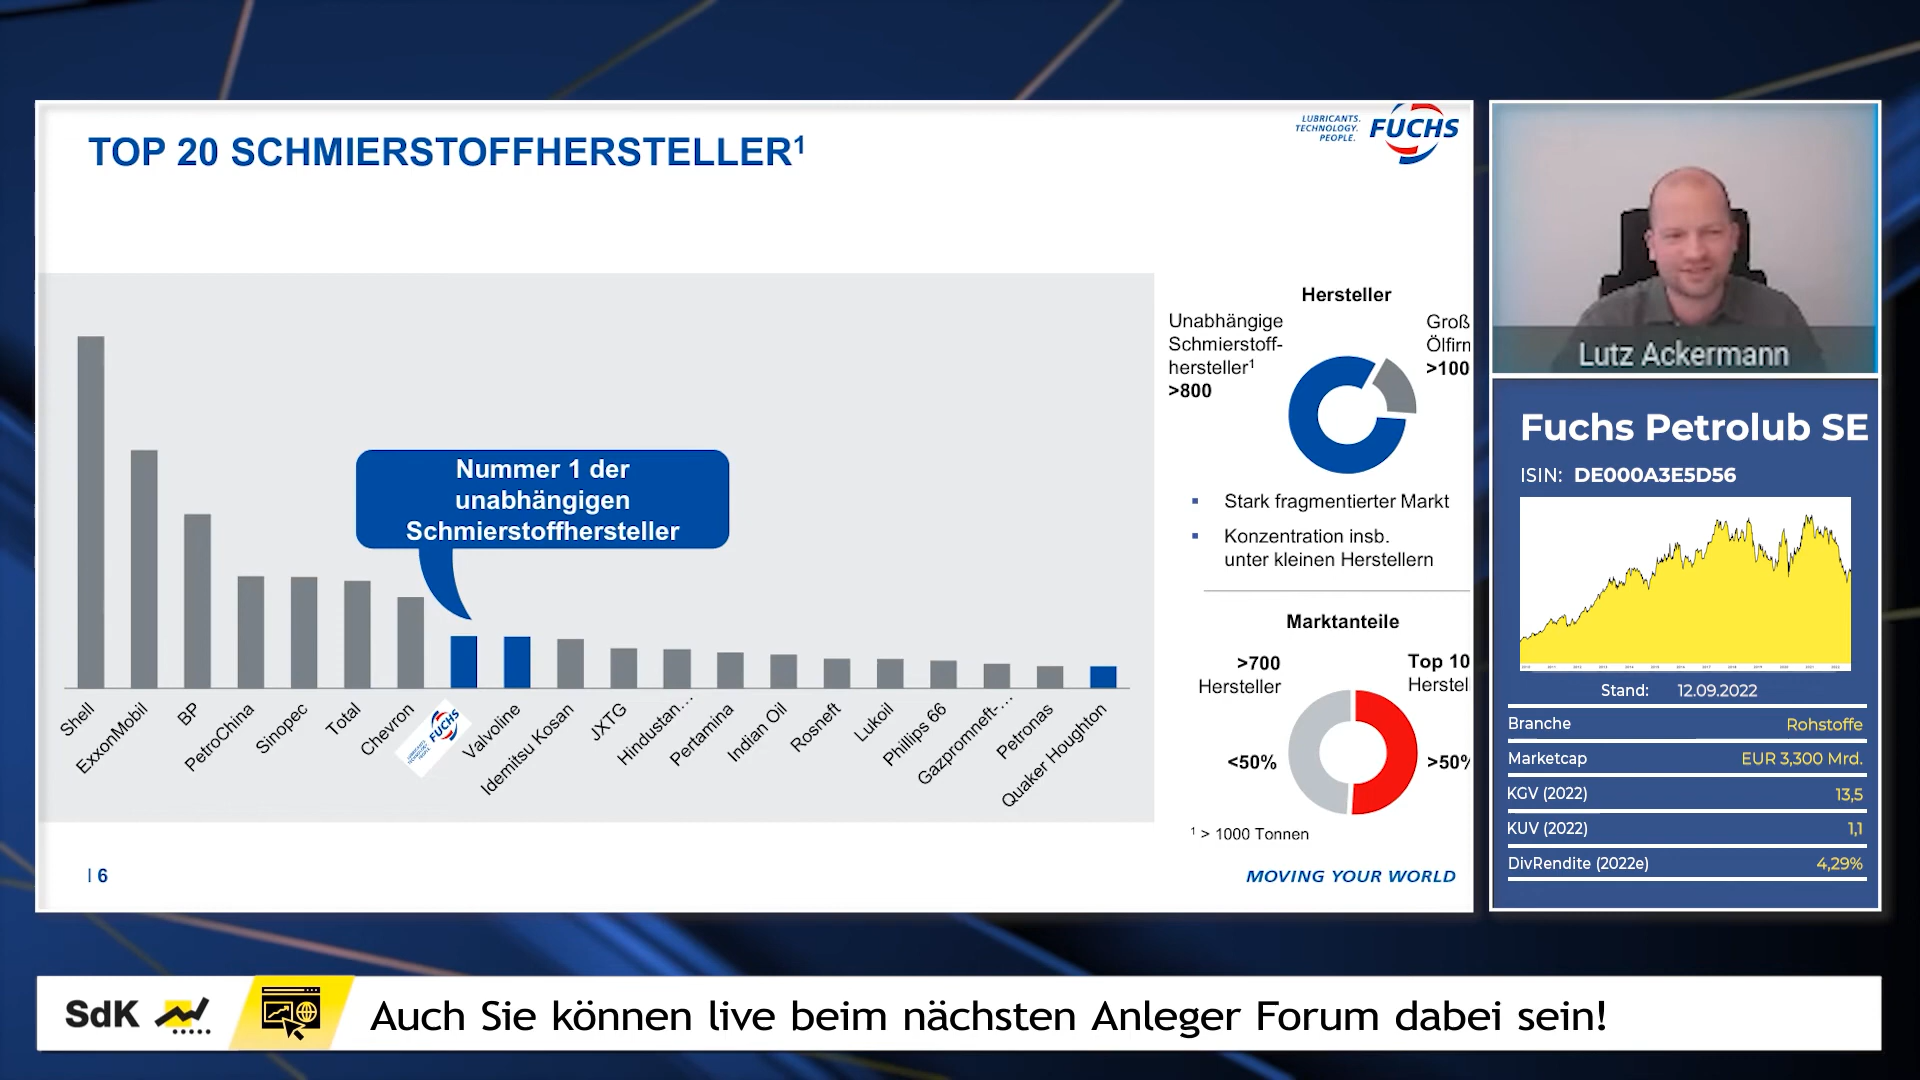 TOP 20 SCHMIERSTOFFHERSTELLER¹
LUBRICANTS.
TECHNOLOGY.
PEOPLE.
FUCHS
Nummer 1 der
unabhängigen
Schmierstoffhersteller
Shell
ExxonMobil
BP
PetroChina
Sinopec
Total
Chevron
FUCHS
Valvoline
Idemitsu Kosan
JXTG
Hindustan…
Pertamina
Indian Oil
Rosneft
Lukoil
Phillips 66
Gazpromneft-…
Petronas
Quaker Houghton
Hersteller
Unabhängige
Schmierstoff-
hersteller¹
>800
Groß
Ölfirn
>100
▪ Stark fragmentierter Markt
▪ Konzentration insb.
unter kleinen Herstellern
Marktanteile
>700
Hersteller
Top 10
Herstel
<50%
>50%
¹ > 1000 Tonnen
| 6
MOVING YOUR WORLD
Lutz Ackermann
Fuchs Petrolub SE
ISIN: DE000A3E5D56
Stand: 12.09.2022
Branche Rohstoffe
Marketcap EUR 3,300 Mrd.
KGV (2022) 13,5
KUV (2022) 1,1
DivRendite (2022e) 4,29%
SdK
Auch Sie können live beim nächsten Anleger Forum dabei sein!